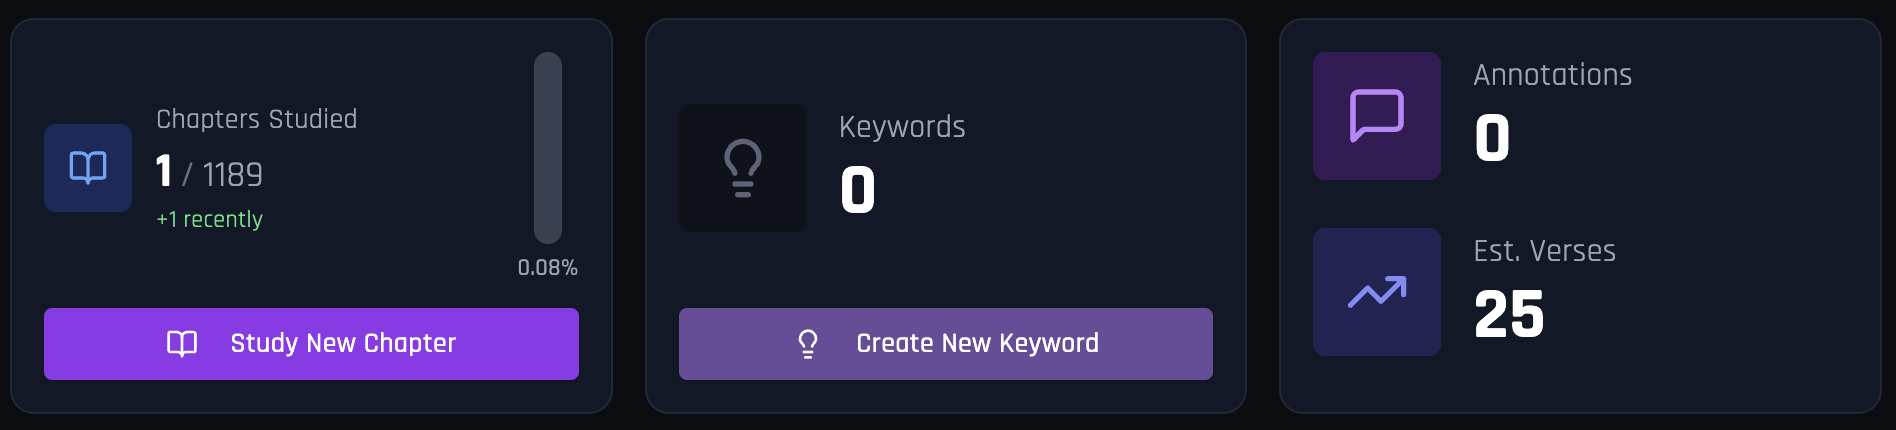 Chapters Studied
1 / 1189
+1 recently
0.08%
Study New Chapter
Keywords
0
Create New Keyword
Annotations
0
Est. Verses
25